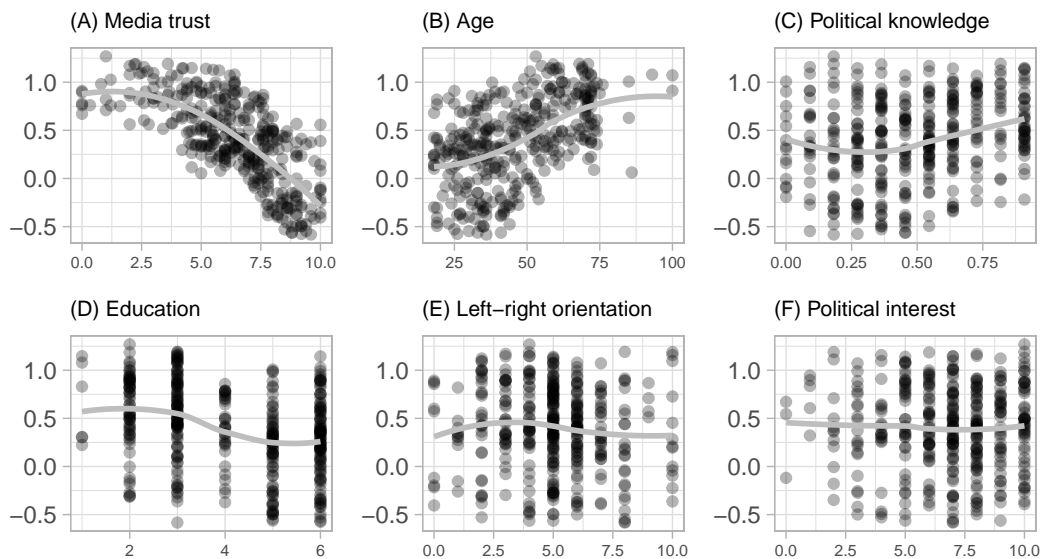 (A) Media trust
(B) Age
(C) Political knowledge
1.0
0.5
0.0
−0.5
0.0 2.5 5.0 7.5 10.0
1.0
0.5
0.0
−0.5
25 50 75 100
1.0
0.5
0.0
−0.5
0.00 0.25 0.50 0.75
(D) Education
(E) Left−right orientation
(F) Political interest
1.0
0.5
0.0
−0.5
2 4 6
1.0
0.5
0.0
−0.5
0.0 2.5 5.0 7.5 10.0
1.0
0.5
0.0
−0.5
0.0 2.5 5.0 7.5 10.0